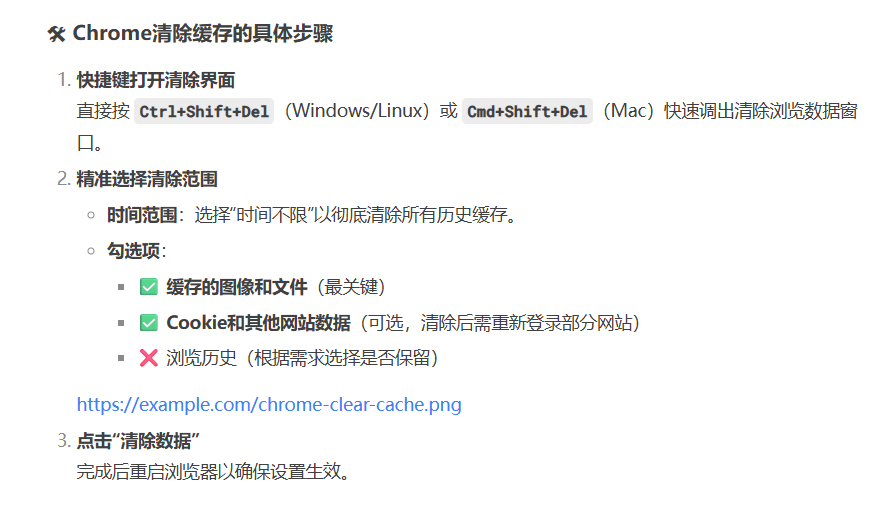 🛠 Chrome清除缓存的具体步骤
1. 快捷键打开清除界面
直接按 Ctrl+Shift+Del（Windows/Linux）或 Cmd+Shift+Del（Mac）快速调出清除浏览数据窗
口。
2. 精准选择清除范围
时间范围：选择“时间不限”以彻底清除所有历史缓存。
勾选项：
✅ 缓存的图像和文件（最关键）
✅ Cookie和其他网站数据（可选，清除后需重新登录部分网站）
❌ 浏览历史（根据需求选择是否保留）
https://example.com/chrome-clear-cache.png
3. 点击“清除数据”
完成后重启浏览器以确保设置生效。